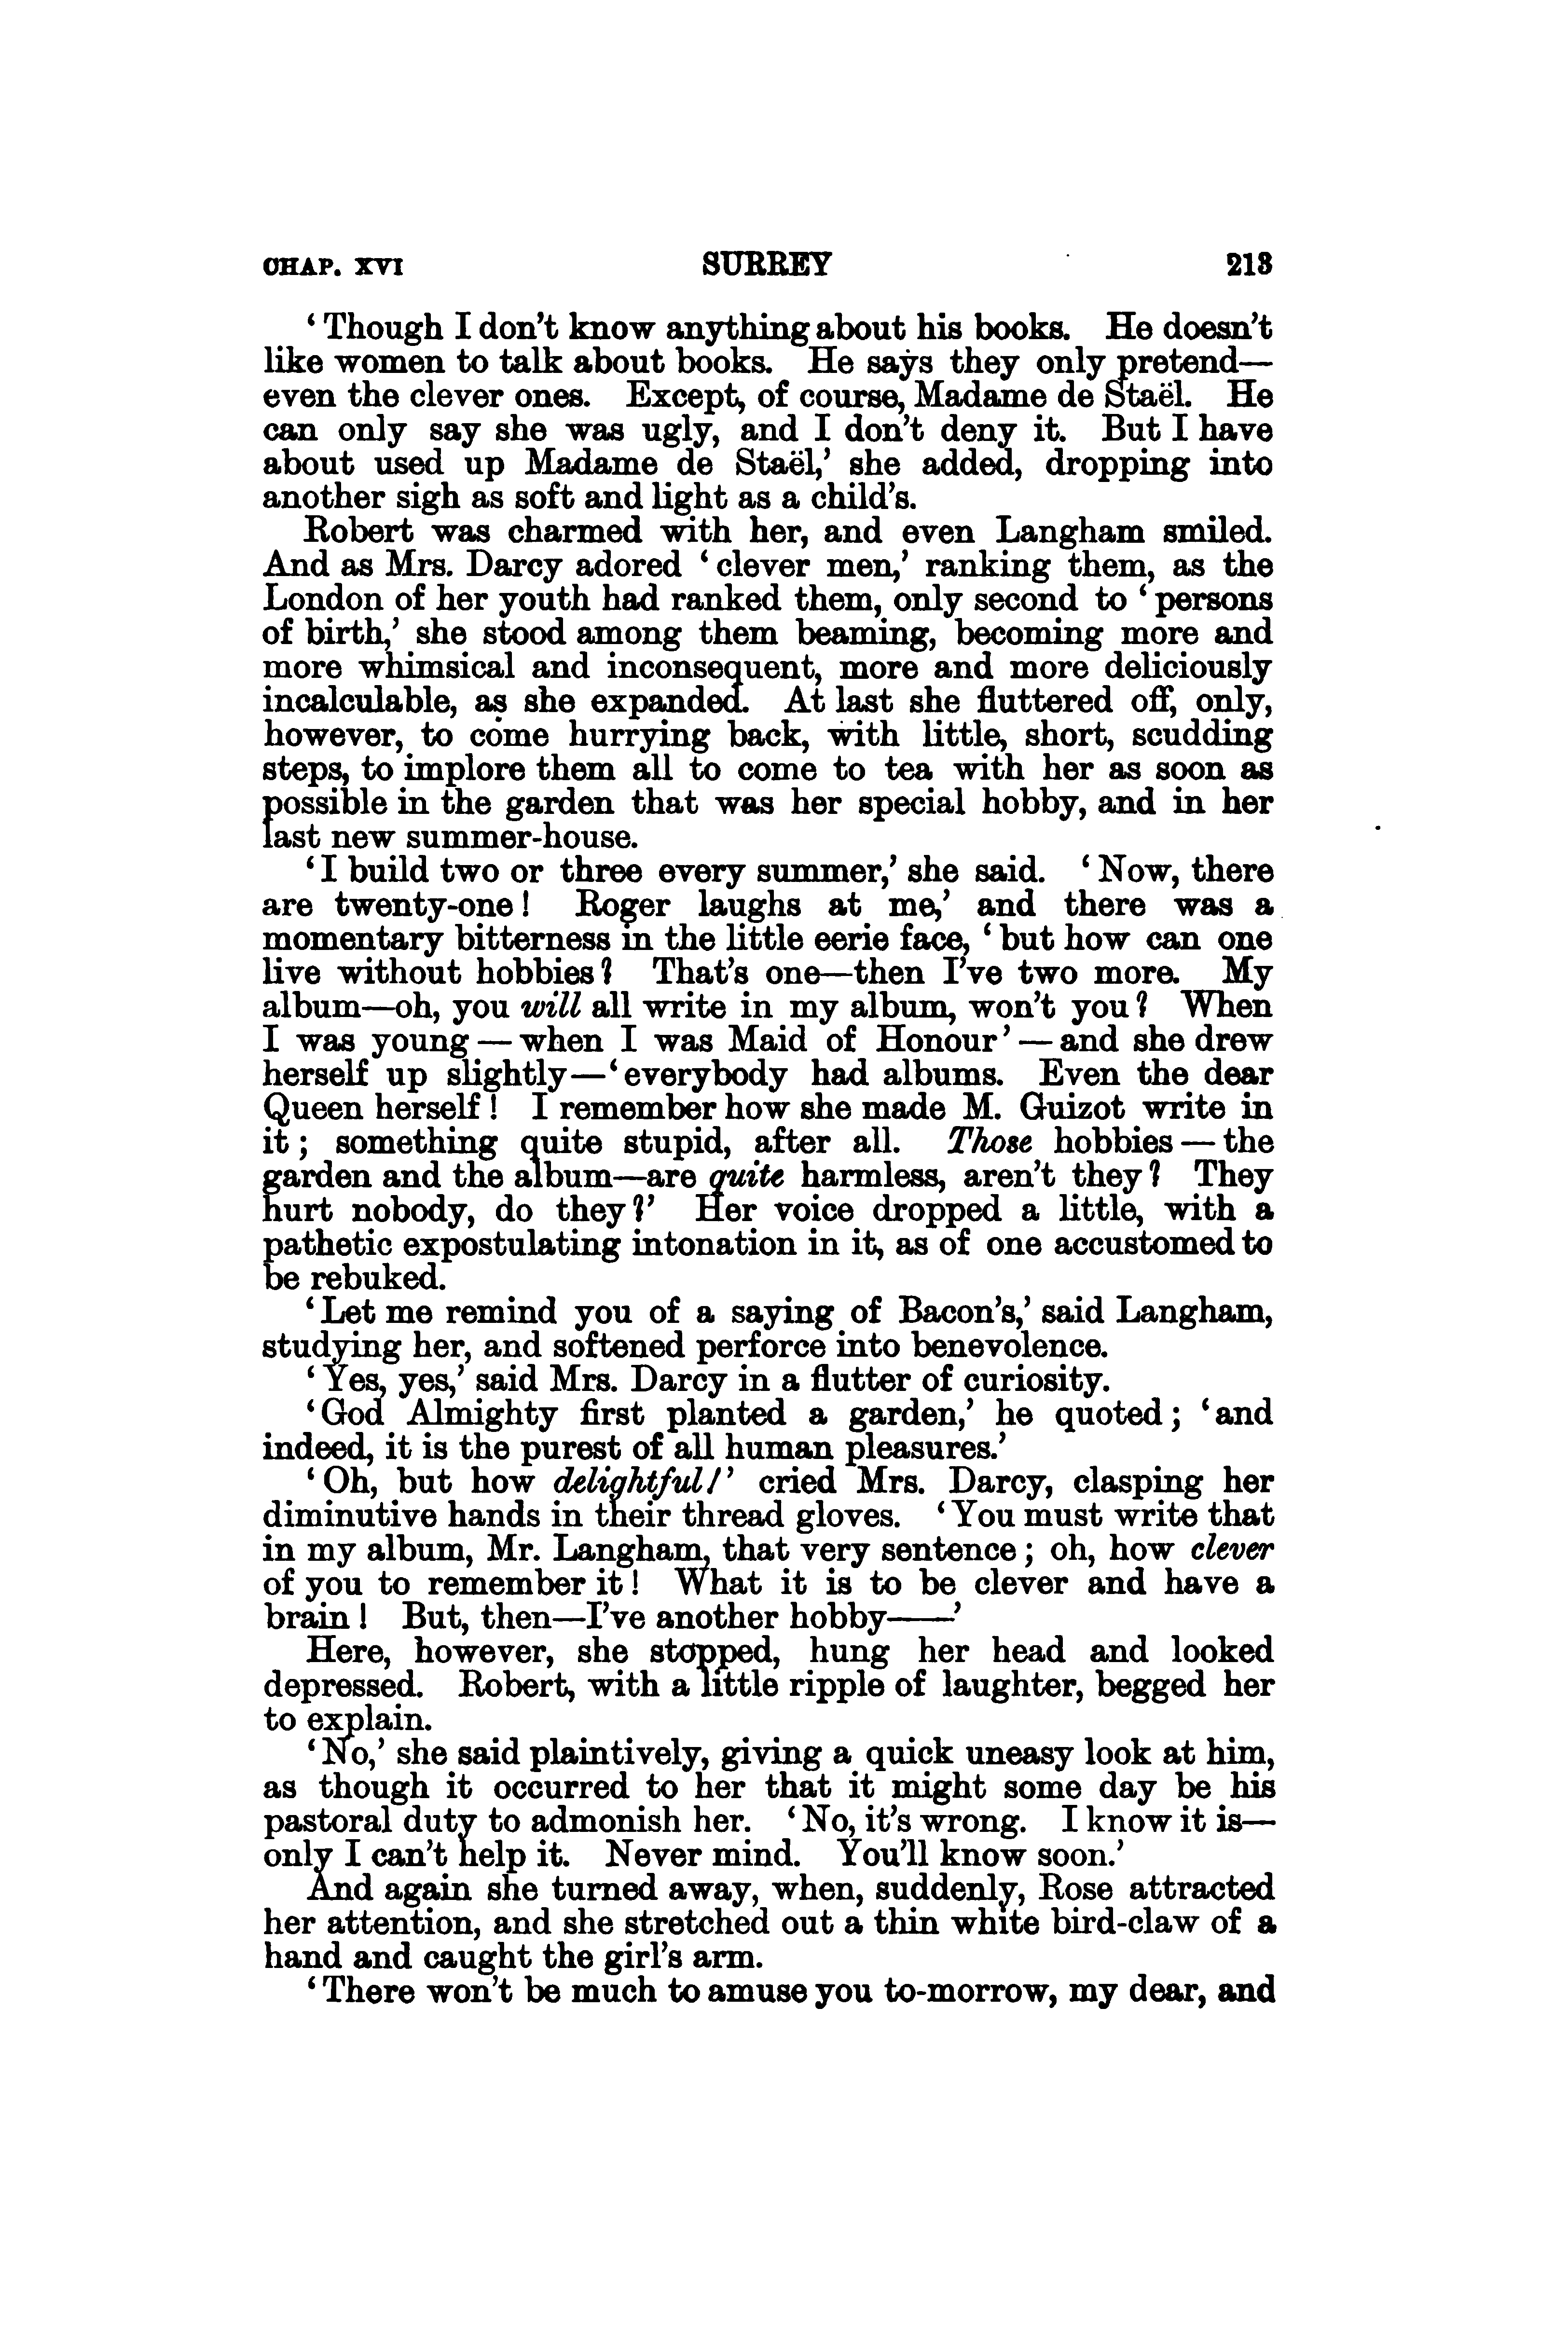 CHAP. XVI SURREY 213
‘Though I don’t know anything about his books. He doesn’t
like women to talk about books. He says they only pretend—
even the clever ones. Except, of course, Madame de Staël. He
can only say she was ugly, and I don’t deny it. But I have
about used up Madame de Staël,’ she added, dropping into
another sigh as soft and light as a child’s.
Robert was charmed with her, and even Langham smiled.
And as Mrs. Darcy adored ‘clever men,’ ranking them, as the
London of her youth had ranked them, only second to ‘persons
of birth,’ she stood among them beaming, becoming more and
more whimsical and inconsequent, more and more deliciously
incalculable, as she expanded. At last she fluttered off, only,
however, to come hurrying back, with little, short, scudding
steps, to implore them all to come to tea with her as soon as
possible in the garden that was her special hobby, and in her
last new summer-house.
‘I build two or three every summer,’ she said. ‘Now, there
are twenty-one! Roger laughs at me,’ and there was a
momentary bitterness in the little eerie face, ‘but how can one
live without hobbies? That’s one—then I’ve two more. My
album—oh, you will all write in my album, won’t you? When
I was young—when I was Maid of Honour’—and she drew
herself up slightly—‘everybody had albums. Even the dear
Queen herself! I remember how she made M. Guizot write in
it; something quite stupid, after all. Those hobbies—the
garden and the album—are quite harmless, aren’t they? They
hurt nobody, do they?’ Her voice dropped a little, with a
pathetic expostulating intonation in it, as of one accustomed to
be rebuked.
‘Let me remind you of a saying of Bacon’s,’ said Langham,
studying her, and softened perforce into benevolence.
‘Yes, yes,’ said Mrs. Darcy in a flutter of curiosity.
‘God Almighty first planted a garden,’ he quoted; ‘and
indeed, it is the purest of all human pleasures.’
‘Oh, but how delightful!’ cried Mrs. Darcy, clasping her
diminutive hands in their thread gloves. ‘You must write that
in my album, Mr. Langham, that very sentence; oh, how clever
of you to remember it! What it is to be clever and have a
brain! But, then—I’ve another hobby——’
Here, however, she stopped, hung her head and looked
depressed. Robert, with a little ripple of laughter, begged her
to explain.
‘No,’ she said plaintively, giving a quick uneasy look at him,
as though it occurred to her that it might some day be his
pastoral duty to admonish her. ‘No, it’s wrong. I know it is—
only I can’t help it. Never mind. You’ll know soon.’
And again she turned away, when, suddenly, Rose attracted
her attention, and she stretched out a thin white bird-claw of a
hand and caught the girl’s arm.
‘There won’t be much to amuse you to-morrow, my dear, and